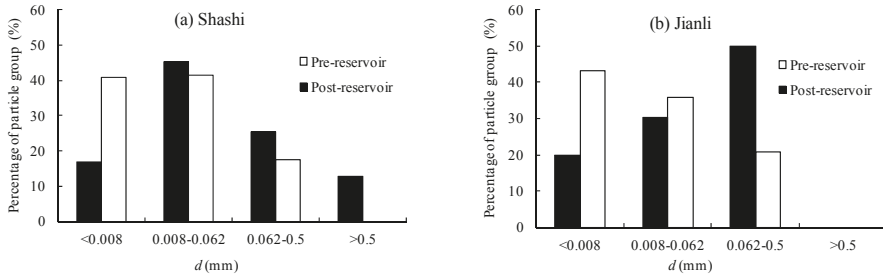 (a) Shashi
Percentage of particle group (%)
60
50
40
30
20
10
0
Pre-reservoir
Post-reservoir
<0.008 0.008-0.062 0.062-0.5 >0.5
d (mm)
(b) Jianli
Percentage of particle group (%)
60
50
40
30
20
10
0
Pre-reservoir
Post-reservoir
<0.008 0.008-0.062 0.062-0.5 >0.5
d (mm)